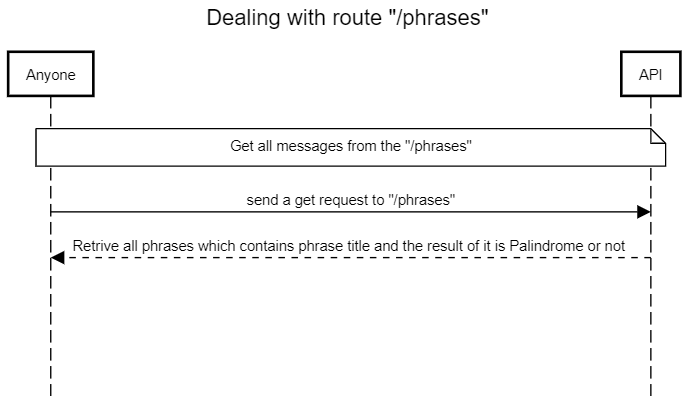 Dealing with route "/phrases"
Anyone
API
Get all messages from the "/phrases"
send a get request to "/phrases"
Retrive all phrases which contains phrase title and the result of it is Palindrome or not